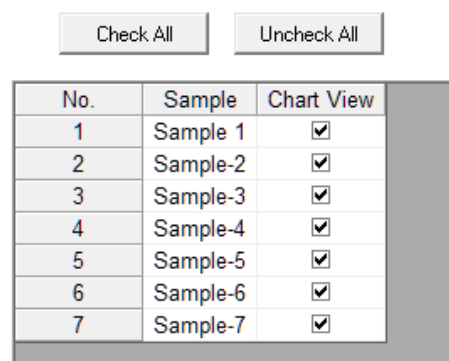 Check All Uncheck All
No. Sample Chart View
1 Sample 1
2 Sample-2
3 Sample-3
4 Sample-4
5 Sample-5
6 Sample-6
7 Sample-7